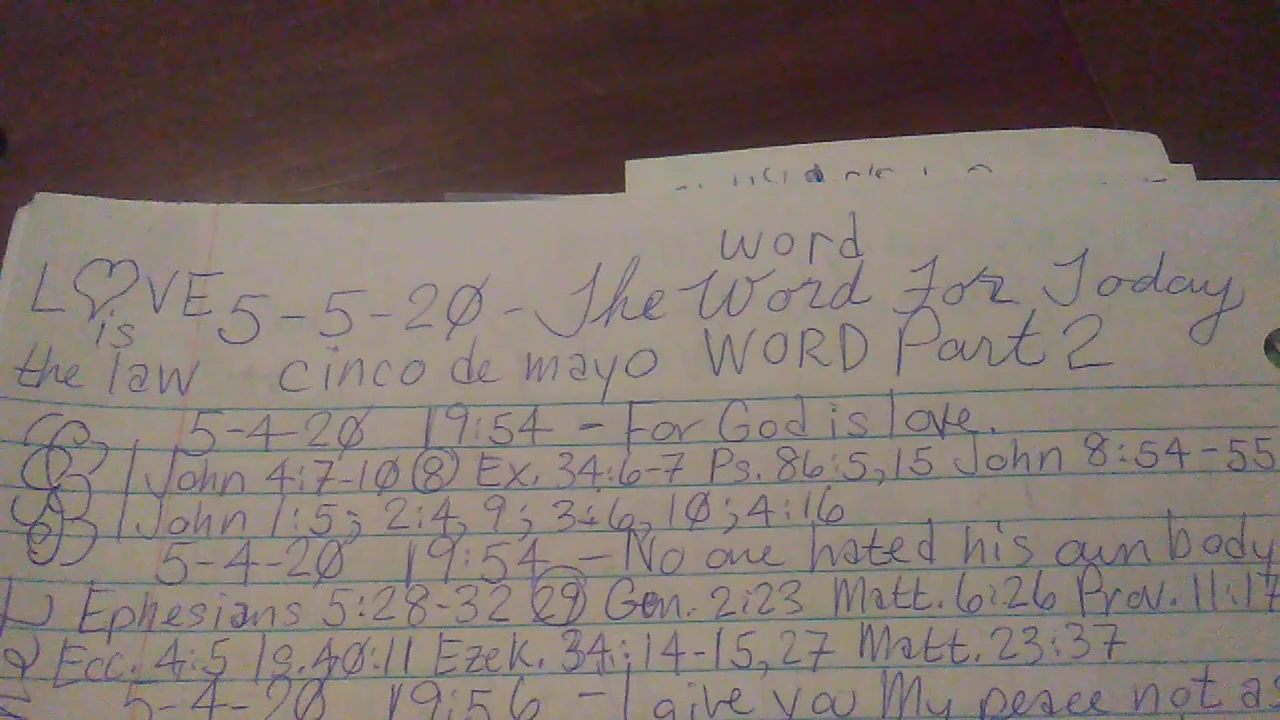 word
LOVE 5-5-20 - The Word For Today,
is
the law cinco de mayo WORD Part 2
5-4-20 19:54 - For God is love.
1 John 4:7-10 (8) Ex. 34:6-7 Ps. 86:5,15 John 8:54-55
1 John 1:5; 2:4, 9; 3:6, 10; 4:16
5-4-20 19:54 - No one hated his own body
Ephesians 5:28-32 (29) Gen. 2:23 Matt. 6:26 Prov. 11:17
Ecc. 4:5 Is. 40:11 Ezek. 34:14-15, 27 Matt. 23:37
5-4-20 19:56 - I give you My peace not as